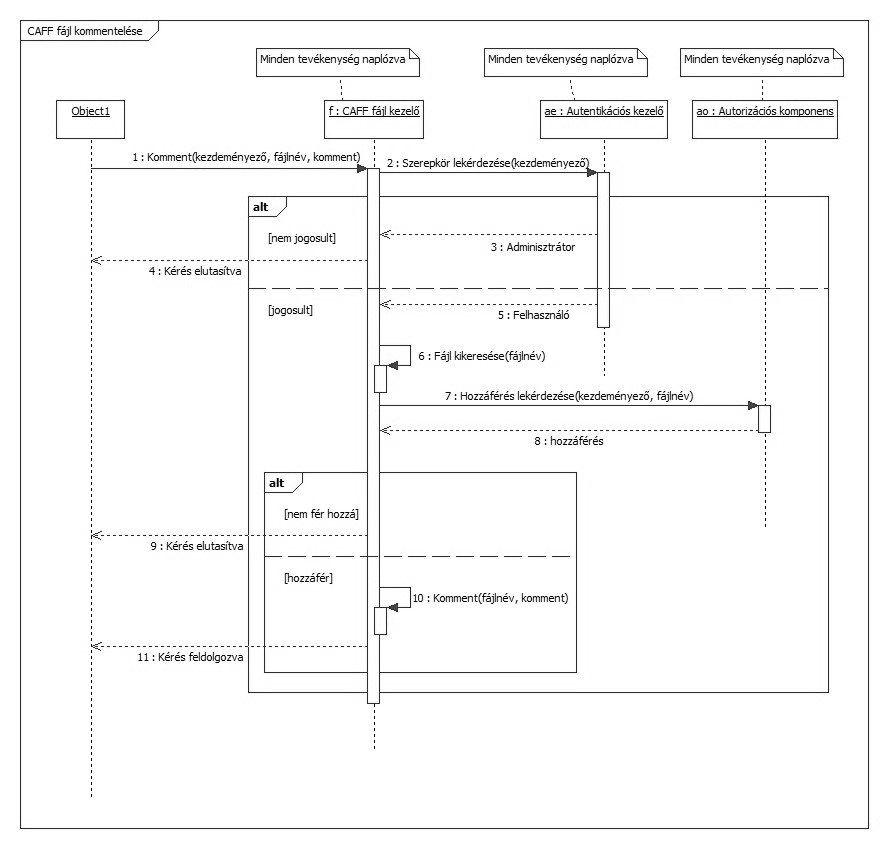 CAFF fájl kommentelése
Minden tevékenység naplózva
Minden tevékenység naplózva
Minden tevékenység naplózva
Object1
f : CAFF fájl kezelő
ae : Autentikációs kezelő
ao : Autorizációs komponens
1 : Komment(kezdeményező, fájlnév, komment)
2 : Szerepkör lekérdezése(kezdeményező)
alt
[nem jogosult]
3 : Adminisztrátor
4 : Kérés elutasítva
[jogosult]
5 : Felhasználó
6 : Fájl kikeresése(fájlnév)
7 : Hozzáférés lekérdezése(kezdeményező, fájlnév)
8 : hozzáférés
alt
[nem fér hozzá]
9 : Kérés elutasítva
[hozzáfér]
10 : Komment(fájlnév, komment)
11 : Kérés feldolgozva